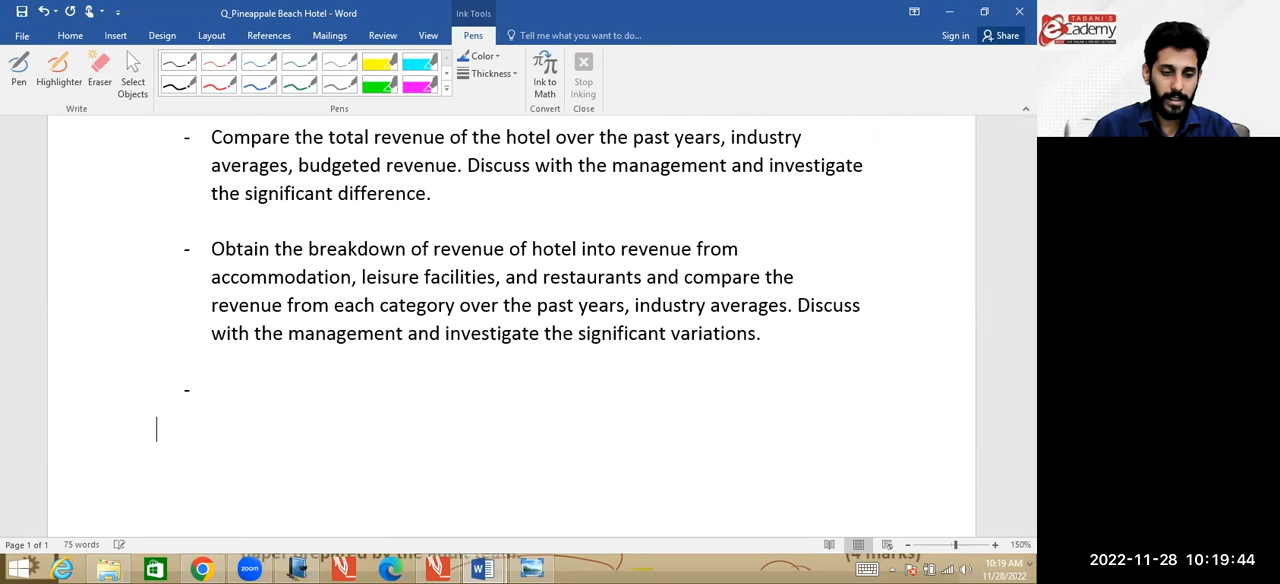 Q_Pineappale Beach Hotel - Word
Ink Tools
TABANI'S
eCademy
File Home Insert Design Layout References Mailings Review View Pens Tell me what you want to do... Sign in Share
Pen Highlighter Eraser Select Objects
Color
Thickness
Ink to Math Stop Inking
Write Pens Convert Close
- Compare the total revenue of the hotel over the past years, industry
averages, budgeted revenue. Discuss with the management and investigate
the significant difference.
- Obtain the breakdown of revenue of hotel into revenue from
accommodation, leisure facilities, and restaurants and compare the
revenue from each category over the past years, industry averages. Discuss
with the management and investigate the significant variations.
-
Page 1 of 1 75 words 150%
zoom
10:19 AM
11/28/2022
2022-11-28 10:19:44